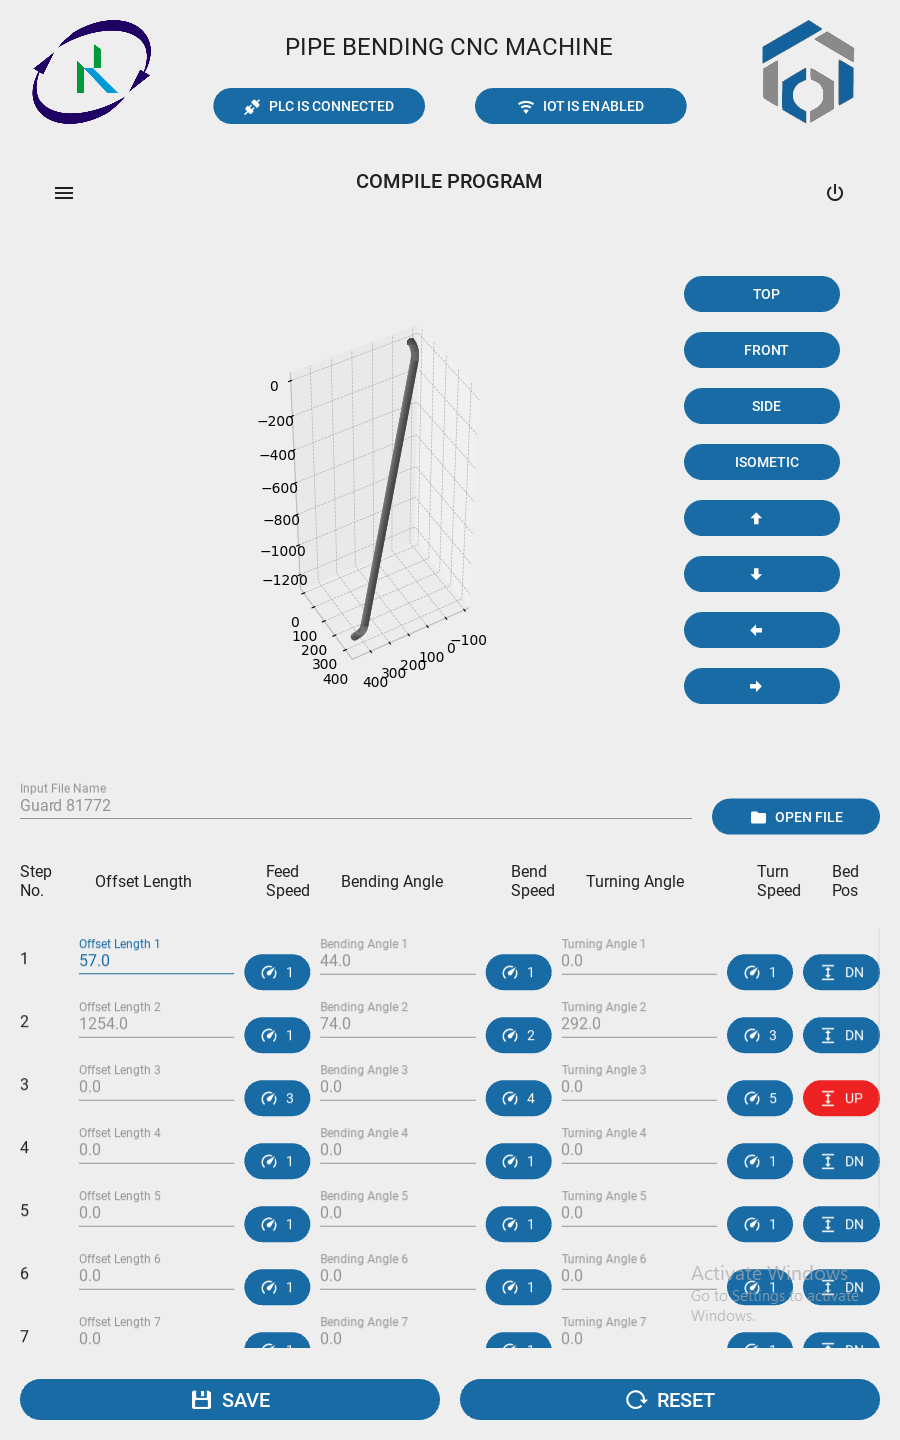 PIPE BENDING CNC MACHINE
PLC IS CONNECTED
IOT IS ENABLED
COMPILE PROGRAM
TOP
FRONT
SIDE
ISOMETIC
0
−200
−400
−600
−800
−1000
−1200
0
100
200
300
400
400
300
200
100
0
−100
Input File Name
Guard 81772
OPEN FILE
Step No. Offset Length Feed Speed Bending Angle Bend Speed Turning Angle Turn Speed Bed Pos
Offset Length 1 Bending Angle 1 Turning Angle 1
1 57.0 1 44.0 1 0.0 1 DN
Offset Length 2 Bending Angle 2 Turning Angle 2
2 1254.0 1 74.0 2 292.0 3 DN
Offset Length 3 Bending Angle 3 Turning Angle 3
3 0.0 3 0.0 4 0.0 5 UP
Offset Length 4 Bending Angle 4 Turning Angle 4
4 0.0 1 0.0 1 0.0 1 DN
Offset Length 5 Bending Angle 5 Turning Angle 5
5 0.0 1 0.0 1 0.0 1 DN
Offset Length 6 Bending Angle 6 Turning Angle 6
6 0.0 1 0.0 1 0.0 1 DN
Activate Windows
Go to Settings to activate
Windows.
Offset Length 7 Bending Angle 7 Turning Angle 7
7 0.0 1 0.0 1 0.0 1 DN
SAVE
RESET